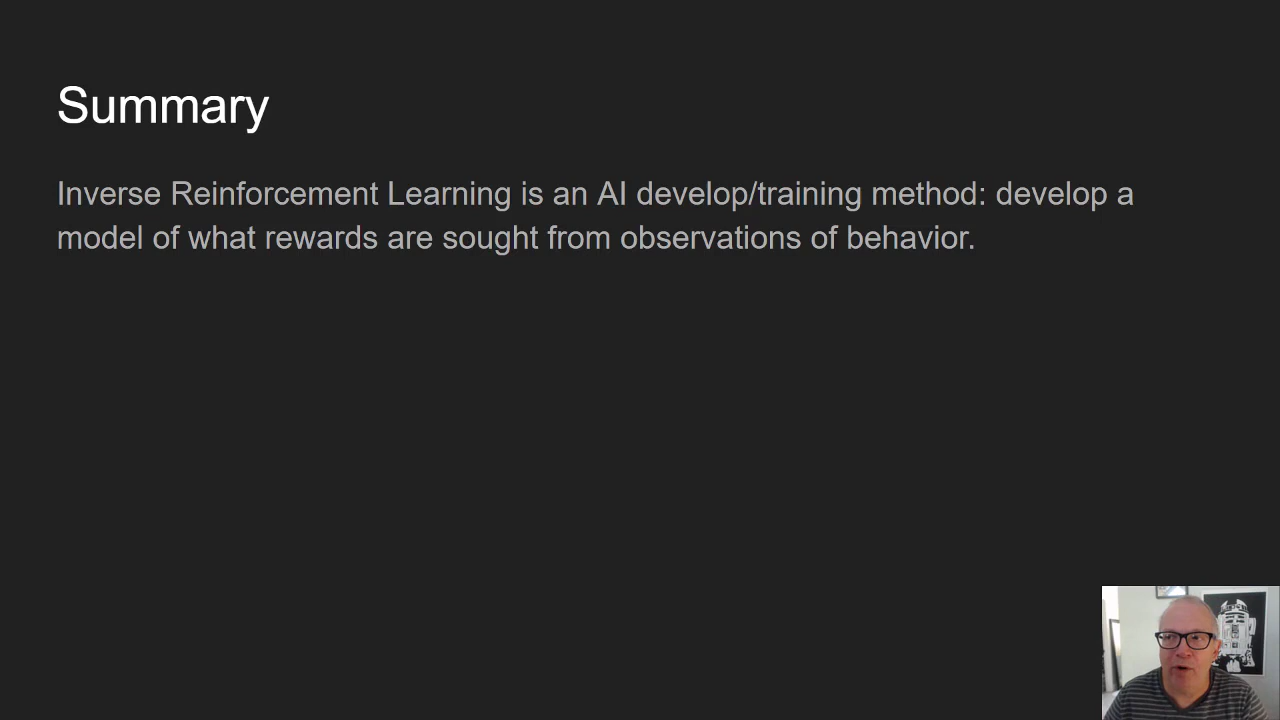 Summary
Inverse Reinforcement Learning is an AI develop/training method: develop a
model of what rewards are sought from observations of behavior.